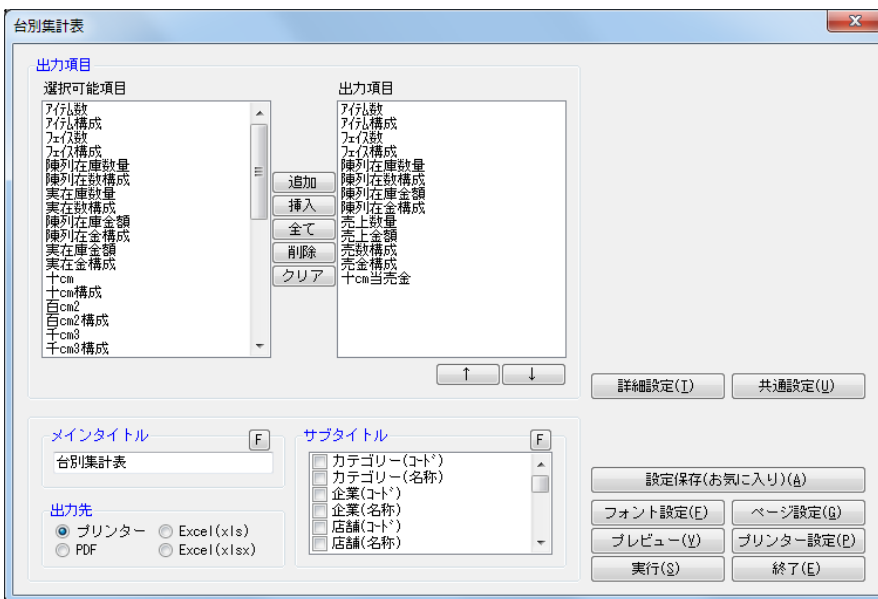 台別集計表
出力項目
選択可能項目
ｱｲﾃﾑ数
ｱｲﾃﾑ構成
ﾌｪｲｽ数
ﾌｪｲｽ構成
陳列在庫数量
陳列在数構成
実在庫数量
実在数構成
陳列在庫金額
陳列在金構成
実在庫金額
実在金構成
十cm
十cm構成
百cm2
百cm2構成
千cm3
千cm3構成
追加
挿入
全て
削除
クリア
出力項目
ｱｲﾃﾑ数
ｱｲﾃﾑ構成
ﾌｪｲｽ数
ﾌｪｲｽ構成
陳列在庫数量
陳列在数構成
陳列在庫金額
陳列在金構成
売上数量
売上金額
売数構成
売金構成
十cm当売金
↑ ↓
詳細設定(T) 共通設定(U)
メインタイトル F
台別集計表
出力先
プリンター Excel(xls)
PDF Excel(xlsx)
サブタイトル F
カテゴリー(ｺｰﾄﾞ)
カテゴリー(名称)
企業(ｺｰﾄﾞ)
企業(名称)
店舗(ｺｰﾄﾞ)
店舗(名称)
設定保存(お気に入り)(A)
フォント設定(F) ページ設定(G)
プレビュー(V) プリンター設定(P)
実行(S) 終了(E)